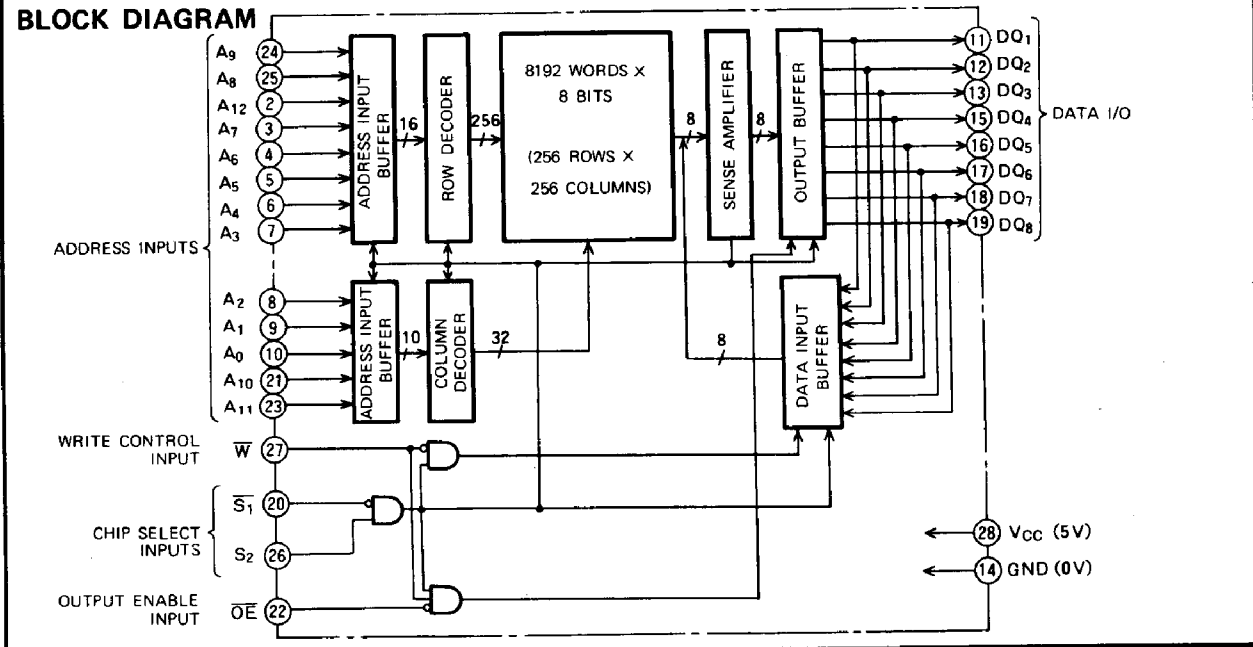 BLOCK DIAGRAM
ADDRESS INPUTS
A9 24
A8 25
A12 2
A7 3
A6 4
A5 5
A4 6
A3 7
A2 8
A1 9
A0 10
A10 21
A11 23
ADDRESS INPUT
BUFFER
16
ROW DECODER
256
8192 WORDS X
8 BITS
(256 ROWS X
256 COLUMNS)
8
SENSE AMPLIFIER
8
OUTPUT BUFFER
11 DQ1
12 DQ2
13 DQ3
15 DQ4
16 DQ5
17 DQ6
18 DQ7
19 DQ8
DATA I/O
ADDRESS INPUT
BUFFER
10
COLUMN
DECODER
32
8
DATA INPUT
BUFFER
WRITE CONTROL
INPUT
W̅ 27
CHIP SELECT
INPUTS
S̅1̅ 20
S2 26
OUTPUT ENABLE
INPUT
O̅E̅ 22
28 VCC (5V)
14 GND (0V)